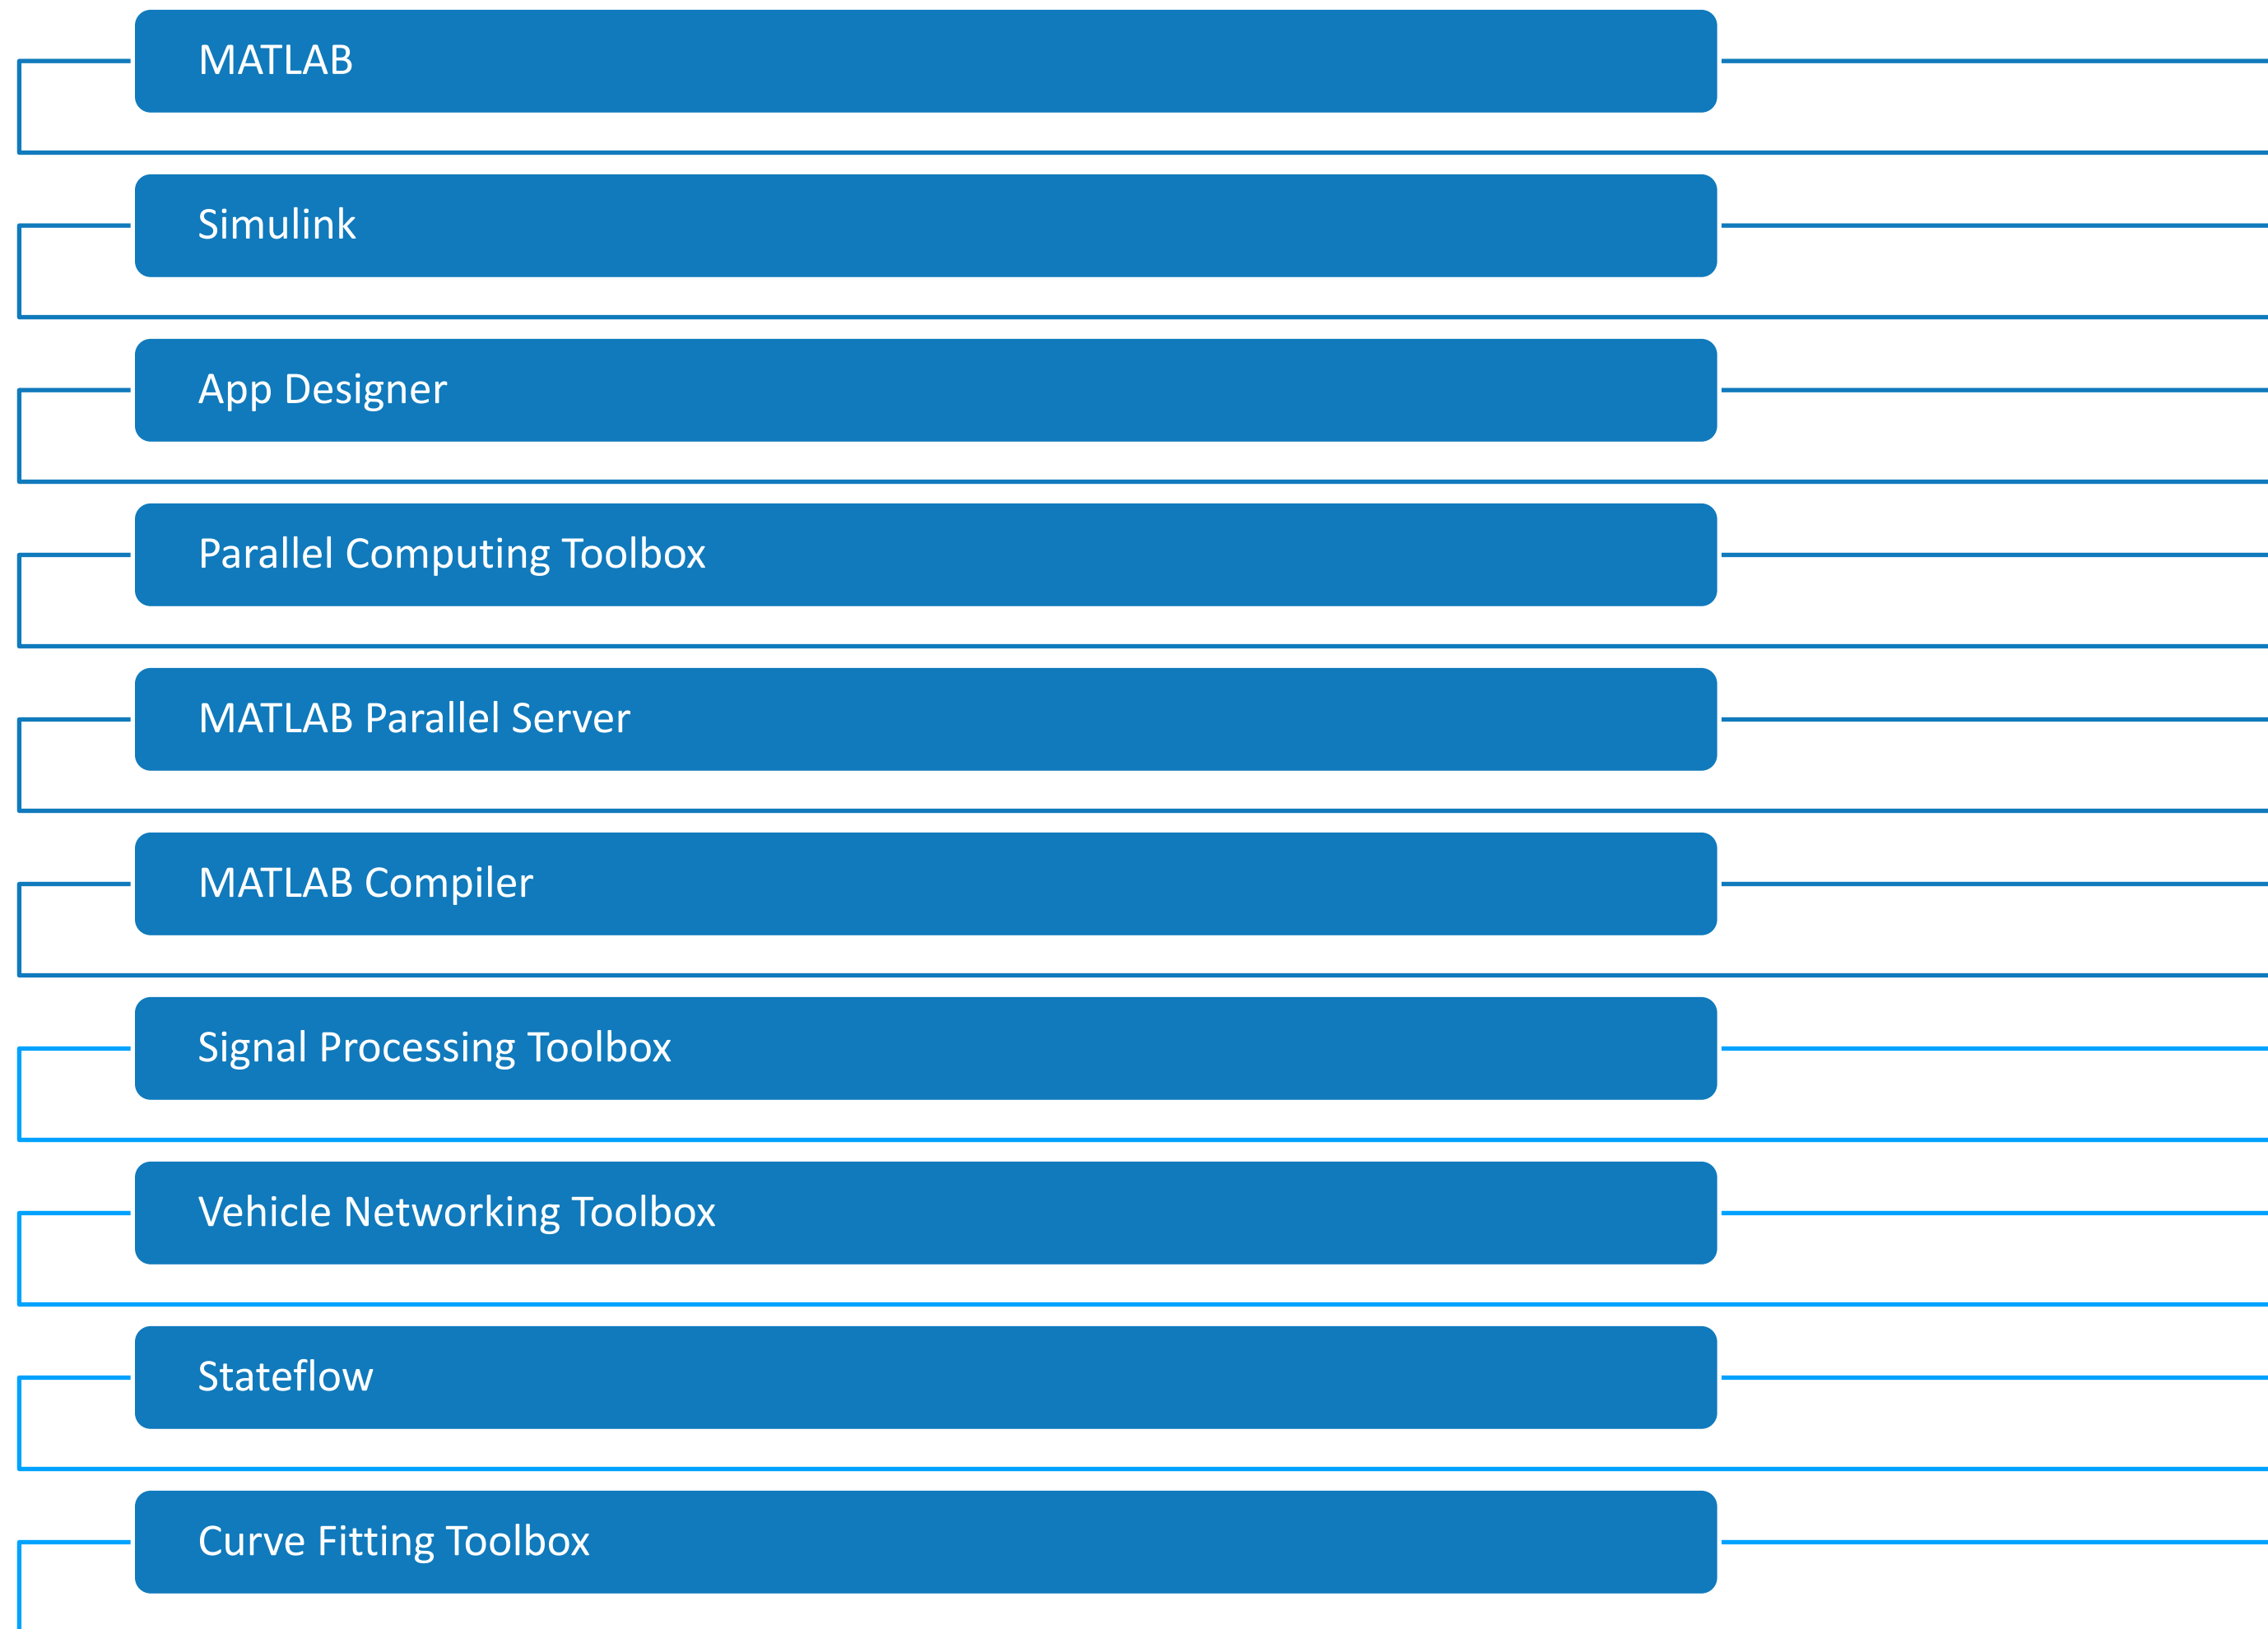 MATLAB
Simulink
App Designer
Parallel Computing Toolbox
MATLAB Parallel Server
MATLAB Compiler
Signal Processing Toolbox
Vehicle Networking Toolbox
Stateflow
Curve Fitting Toolbox